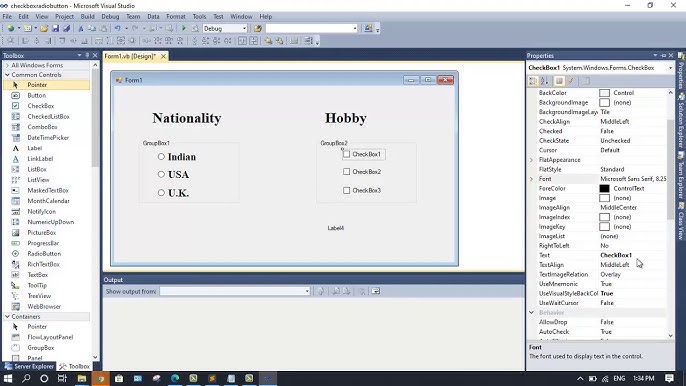 checkboxradiobutton - Microsoft Visual Studio
File Edit View Project Build Debug Team Data Format Tools Window Help
Debug
Toolbox
All Windows Forms
Common Controls
Pointer
Button
CheckBox
CheckedListBox
ComboBox
DateTimePicker
Label
LinkLabel
ListBox
MaskedTextBox
MonthCalendar
NotifyIcon
NumericUpDown
PictureBox
ProgressBar
RadioButton
RichTextBox
TextBox
ToolTip
TreeView
WebBrowser
Containers
Pointer
FlowLayoutPanel
GroupBox
Panel
Server Explorer Toolbox
Form1.vb [Design]*
Form1
Nationality
Hobby
GroupBox1
Indian
USA
U.K.
GroupBox2
CheckBox1
CheckBox2
CheckBox3
Label4
Output
Show output from:
Properties
CheckBox1 System.Windows.Forms.CheckBox
BackColor Control
BackgroundImage (none)
BackgroundImageLayout Tile
CheckAlign MiddleLeft
Checked False
CheckState Unchecked
Cursor Default
FlatAppearance
FlatStyle Standard
Font Microsoft Sans Serif, 8.25
ForeColor ControlText
Image (none)
ImageAlign MiddleCenter
ImageIndex (none)
ImageKey (none)
ImageList (none)
RightToLeft No
Text CheckBox1
TextAlign MiddleLeft
TextImageRelation Overlay
UseMnemonic True
UseVisualStyleBackCol True
UseWaitCursor False
Behavior
AllowDrop False
AutoCheck True
Font
The font used to display text in the control.
Properties
Team Explorer
Class View
ENG 1:34 PM